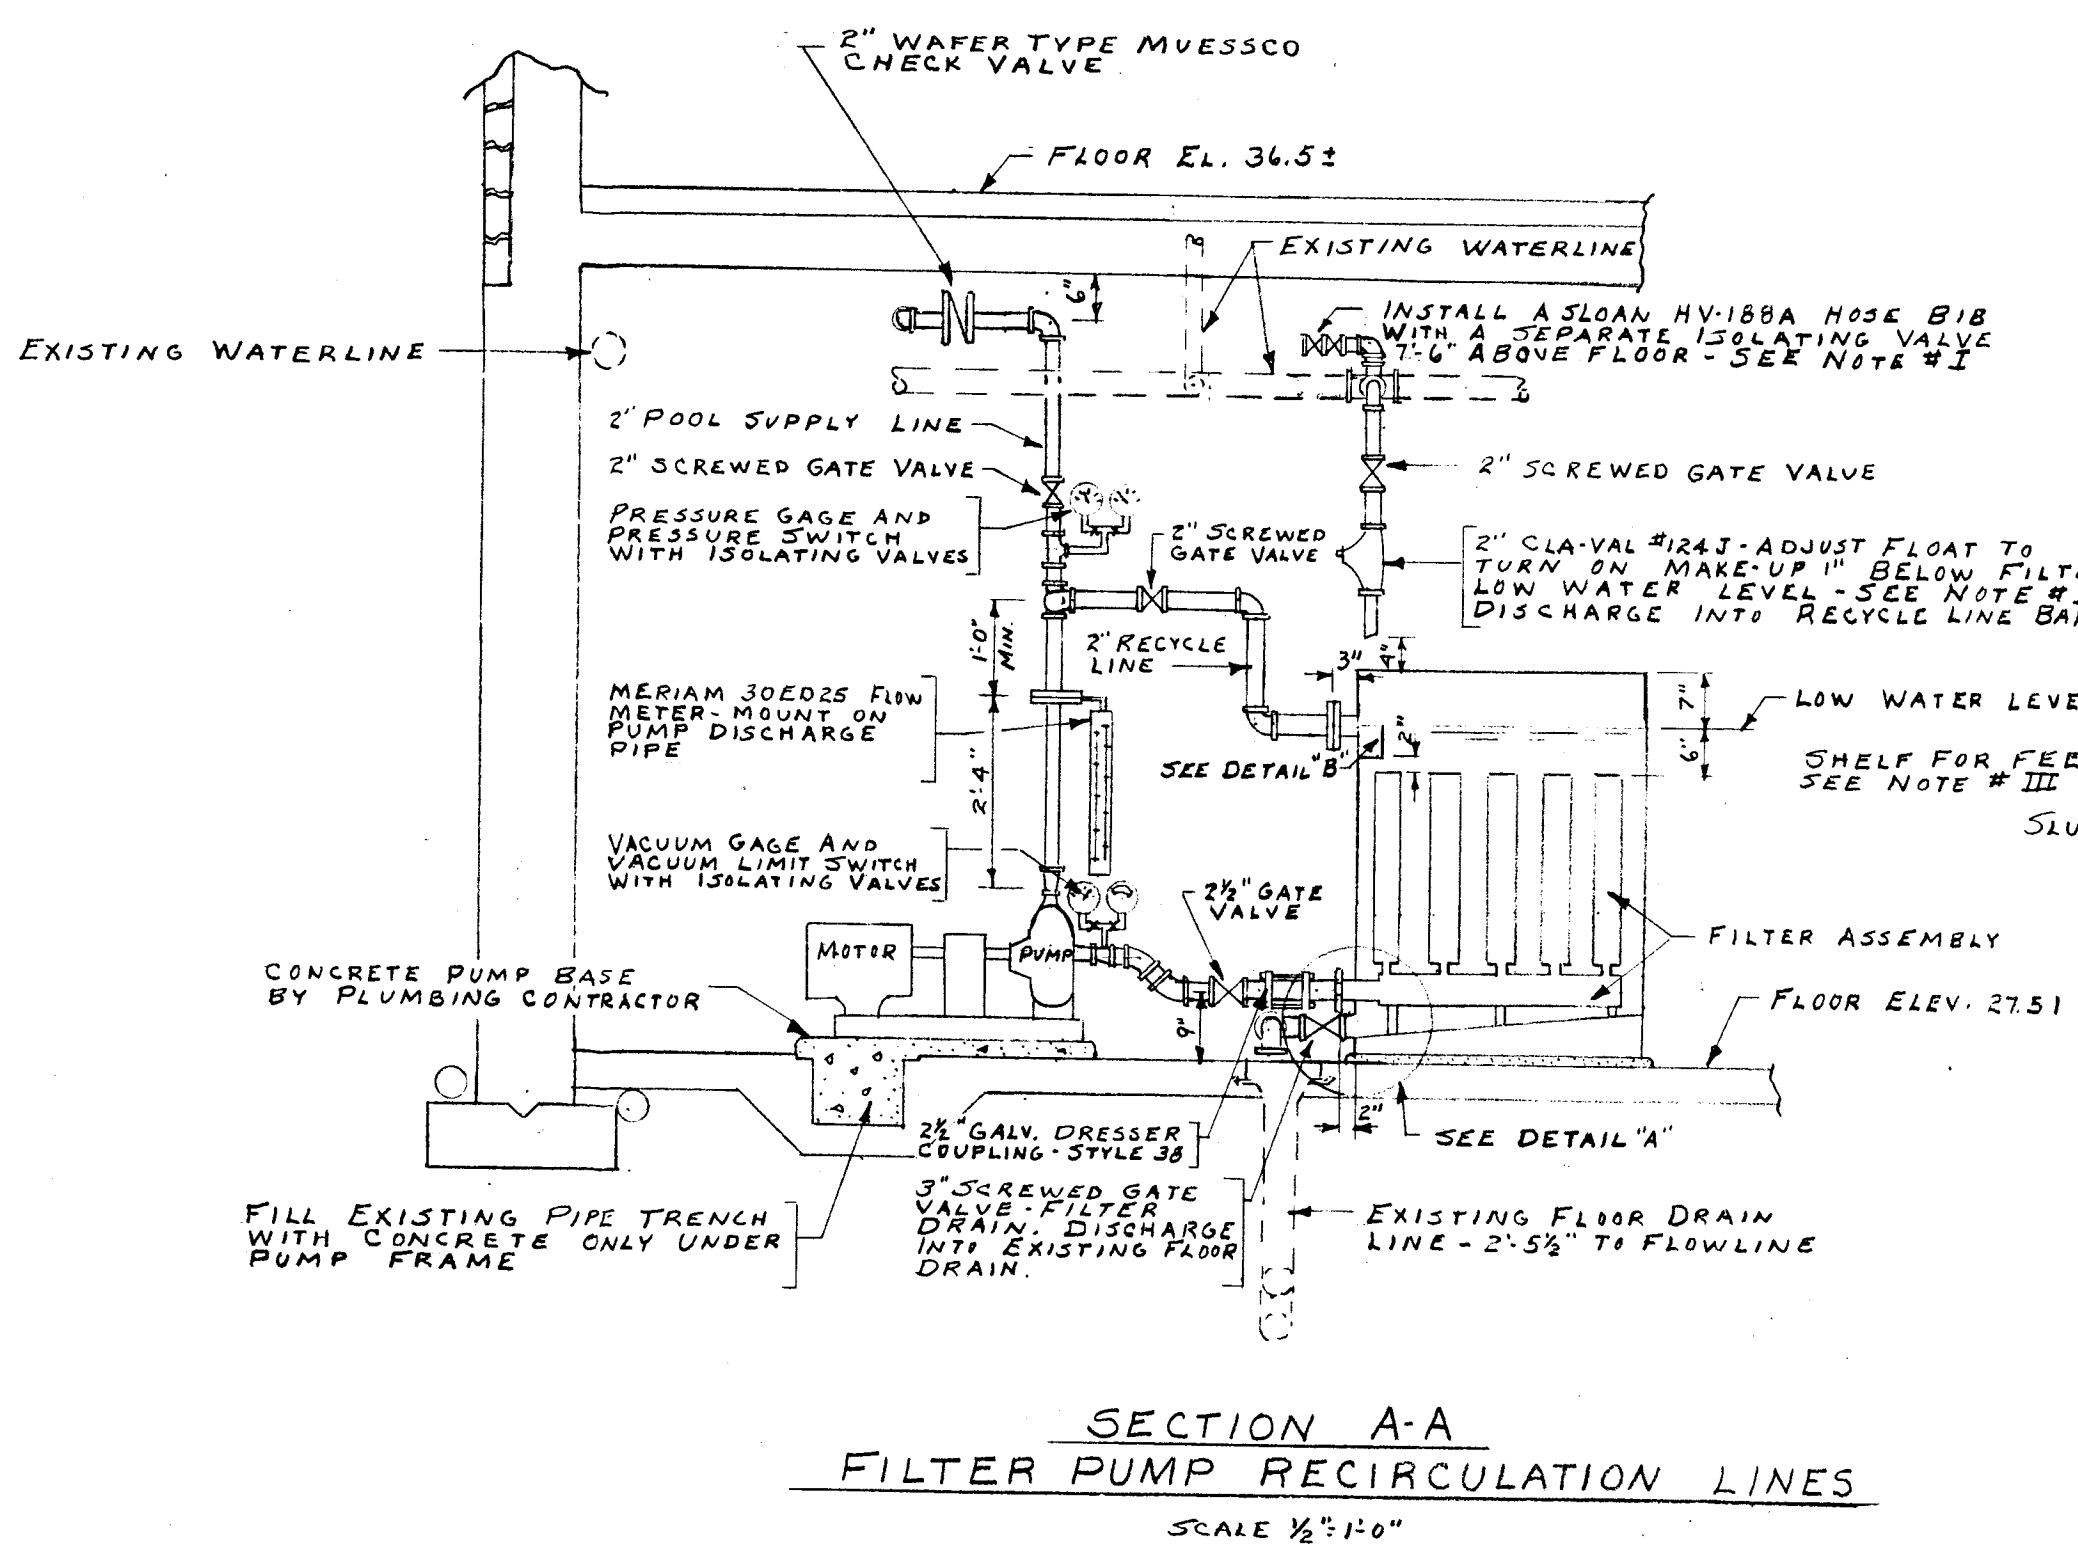 2" WAFER TYPE MUESSCO
CHECK VALVE
FLOOR EL. 36.5±
EXISTING WATERLINE
6"
INSTALL A SLOAN HV-188A HOSE BIB
WITH A SEPARATE ISOLATING VALVE
7'-6" ABOVE FLOOR - SEE NOTE #I
EXISTING WATERLINE
2" POOL SUPPLY LINE
2" SCREWED GATE VALVE
2" SCREWED GATE VALVE
PRESSURE GAGE AND
PRESSURE SWITCH
WITH ISOLATING VALVES
2" SCREWED
GATE VALVE
2" CLA-VAL #124J - ADJUST FLOAT TO
TURN ON MAKE-UP 1" BELOW FILT
LOW WATER LEVEL - SEE NOTE #
DISCHARGE INTO RECYCLE LINE BA
1'-0"
MIN.
2" RECYCLE
LINE
3"
4"
MERIAM 30ED25 FLOW
METER - MOUNT ON
PUMP DISCHARGE
PIPE
7"
LOW WATER LEVE
2"
6"
SEE DETAIL "B"
SHELF FOR FEE
SEE NOTE # III
2'-4"
SLU
VACUUM GAGE AND
VACUUM LIMIT SWITCH
WITH ISOLATING VALVES
2½" GATE
VALVE
MOTOR
PUMP
FILTER ASSEMBLY
CONCRETE PUMP BASE
BY PLUMBING CONTRACTOR
FLOOR ELEV. 27.51
9"
2"
2½" GALV. DRESSER
COUPLING - STYLE 38
SEE DETAIL "A"
3" SCREWED GATE
VALVE - FILTER
DRAIN. DISCHARGE
INTO EXISTING FLOOR
DRAIN.
FILL EXISTING PIPE TRENCH
WITH CONCRETE ONLY UNDER
PUMP FRAME
EXISTING FLOOR DRAIN
LINE - 2'-5½" TO FLOWLINE
SECTION A-A
FILTER PUMP RECIRCULATION LINES
SCALE ½"=1'-0"